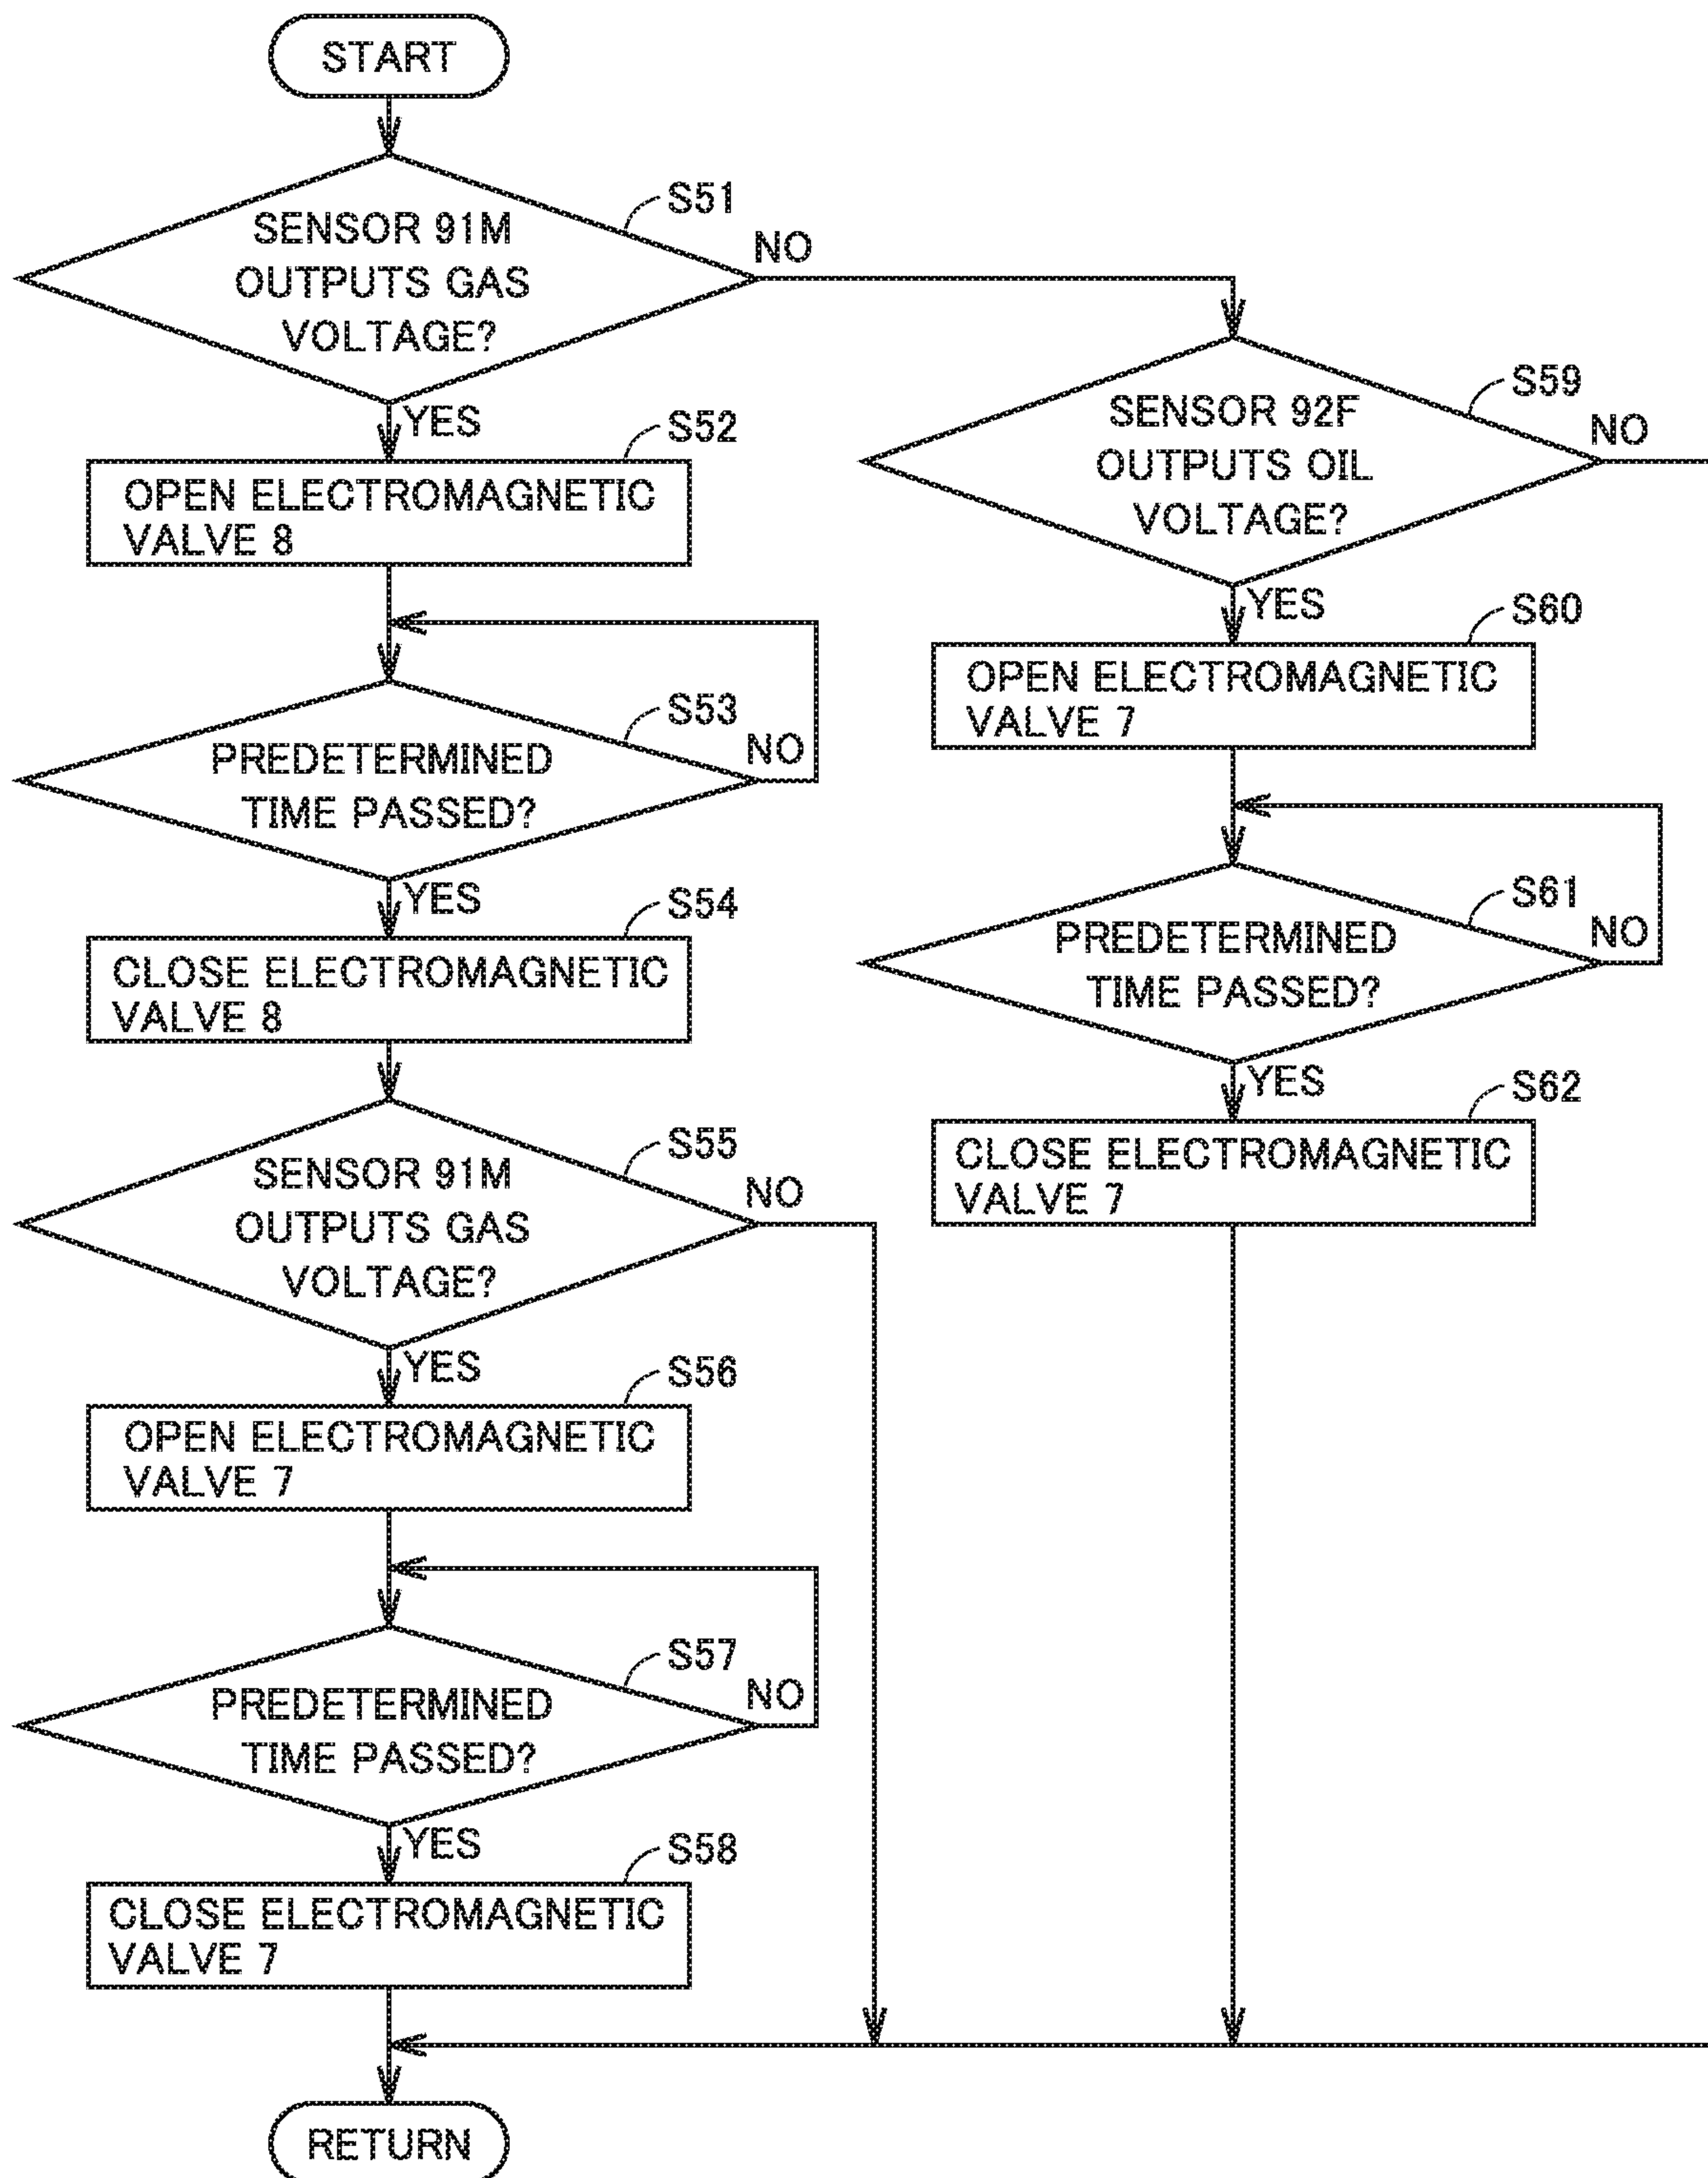 START
S51
SENSOR 91M
OUTPUTS GAS
VOLTAGE?
NO
YES
S52
OPEN ELECTROMAGNETIC
VALVE 8
S53
PREDETERMINED
TIME PASSED?
NO
YES
S54
CLOSE ELECTROMAGNETIC
VALVE 8
S55
SENSOR 91M
OUTPUTS GAS
VOLTAGE?
NO
YES
S56
OPEN ELECTROMAGNETIC
VALVE 7
S57
PREDETERMINED
TIME PASSED?
NO
YES
S58
CLOSE ELECTROMAGNETIC
VALVE 7
RETURN
S59
SENSOR 92F
OUTPUTS OIL
VOLTAGE?
NO
YES
S60
OPEN ELECTROMAGNETIC
VALVE 7
S61
PREDETERMINED
TIME PASSED?
NO
YES
S62
CLOSE ELECTROMAGNETIC
VALVE 7